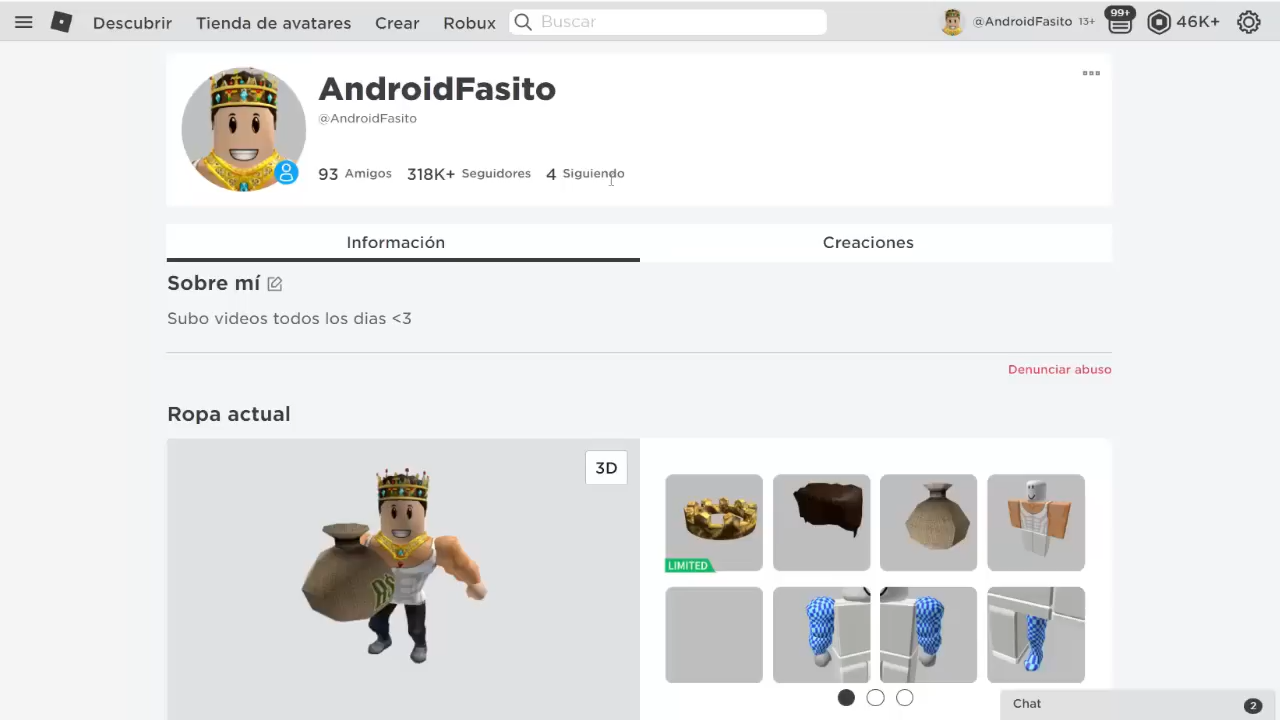 Descubrir Tienda de avatares Crear Robux Buscar @AndroidFasito 13+ 99+ 46K+
AndroidFasito
@AndroidFasito
93 Amigos 318K+ Seguidores 4 Siguiendo
Información Creaciones
Sobre mí
Subo videos todos los dias <3
Denunciar abuso
Ropa actual
3D
LIMITED
Chat 2